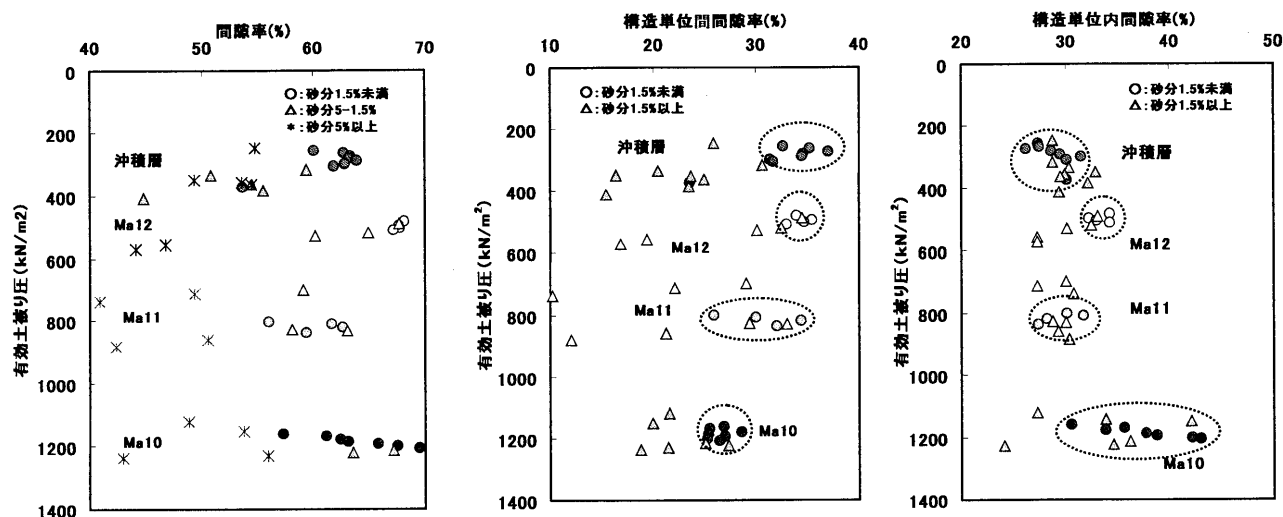 間隙率(%)
40 50 60 70
0
200
400
600
800
1000
1200
1400
有効土被り圧(kN/m2)
○:砂分1.5%未満
△:砂分5-1.5%
*:砂分5%以上
沖積層
Ma12
Ma11
Ma10
構造単位間間隙率(%)
10 20 30 40
0
200
400
600
800
1000
1200
1400
有効土被り圧(kN/m²)
○:砂分1.5%未満
△:砂分1.5%以上
沖積層
Ma12
Ma11
Ma10
構造単位内間隙率(%)
20 30 40 50
0
200
400
600
800
1000
1200
1400
有効土被り圧(kN/m²)
○:砂分1.5%未満
△:砂分1.5%以上
沖積層
Ma12
Ma11
Ma10